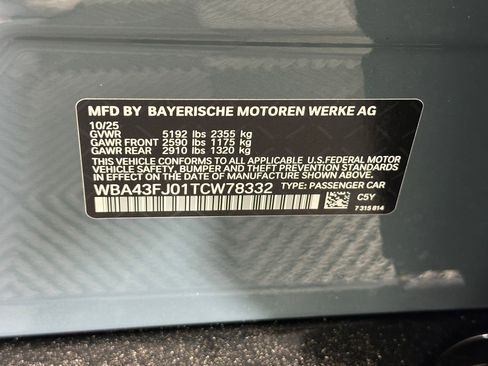 MFD BY BAYERISCHE MOTOREN WERKE AG
10/25
GVWR 5192 lbs 2355 kg
GAWR FRONT 2590 lbs 1175 kg
GAWR REAR 2910 lbs 1320 kg
THIS VEHICLE CONFORMS TO ALL APPLICABLE U.S.FEDERAL MOTOR
VEHICLE SAFETY, BUMPER AND THEFT PREVENTION STANDARDS IN
EFFECT ON THE DATE OF MANUFACTURE SHOWN ABOVE.
WBA43FJ01TCW78332 TYPE: PASSENGER CAR
C5Y
7 315 814